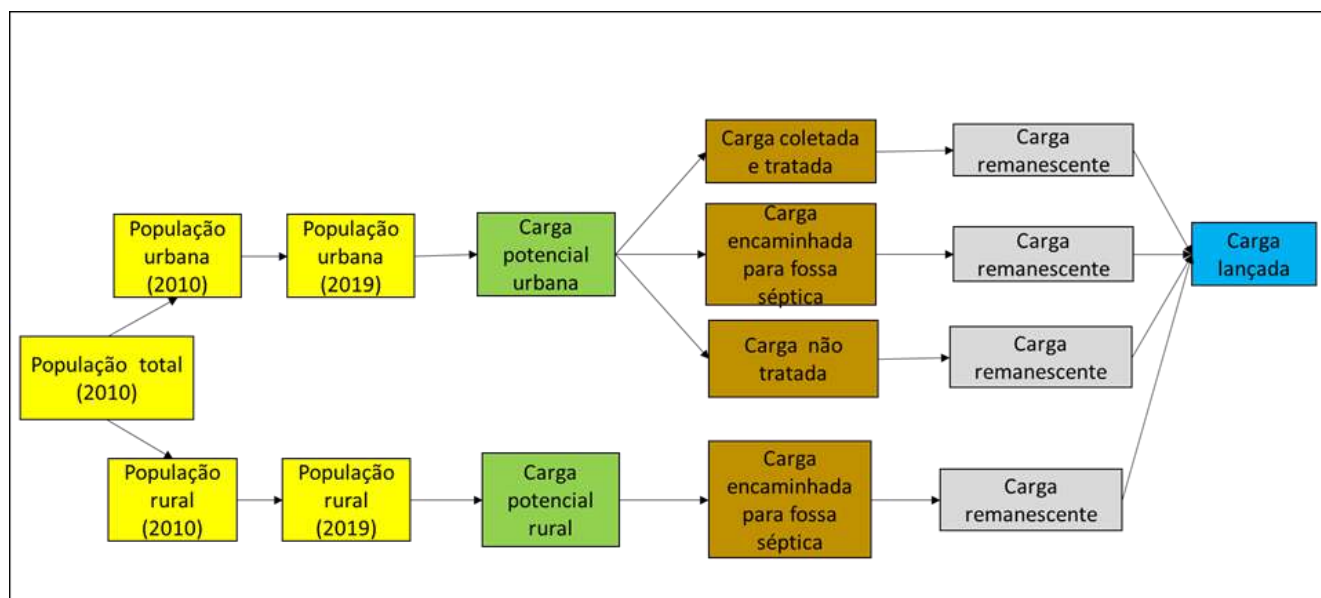 População total
(2010)
População
urbana
(2010)
População
urbana
(2019)
Carga
potencial
urbana
Carga coletada
e tratada
Carga
remanescente
Carga
encaminhada
para fossa
séptica
Carga
remanescente
Carga não
tratada
Carga
remanescente
População
rural
(2010)
População
rural
(2019)
Carga
potencial
rural
Carga
encaminhada
para fossa
séptica
Carga
remanescente
Carga
lançada